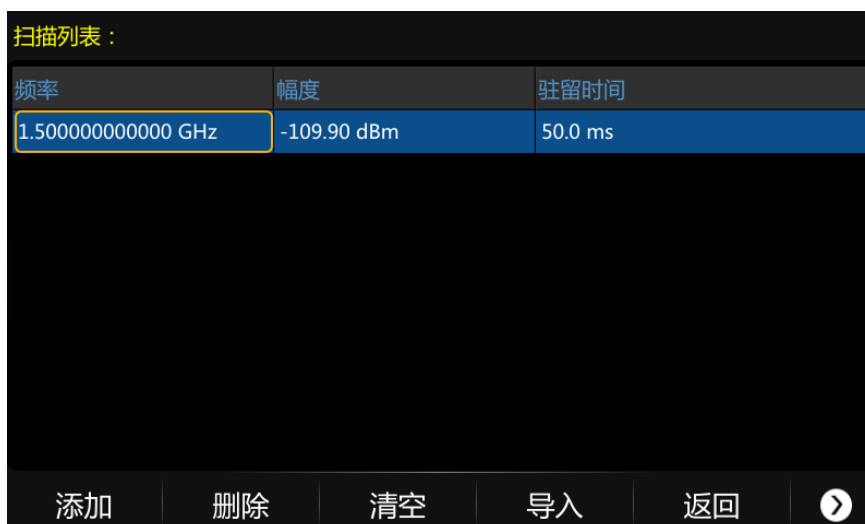 扫描列表：
频率 幅度 驻留时间
1.500000000000 GHz -109.90 dBm 50.0 ms
添加 删除 清空 导入 返回